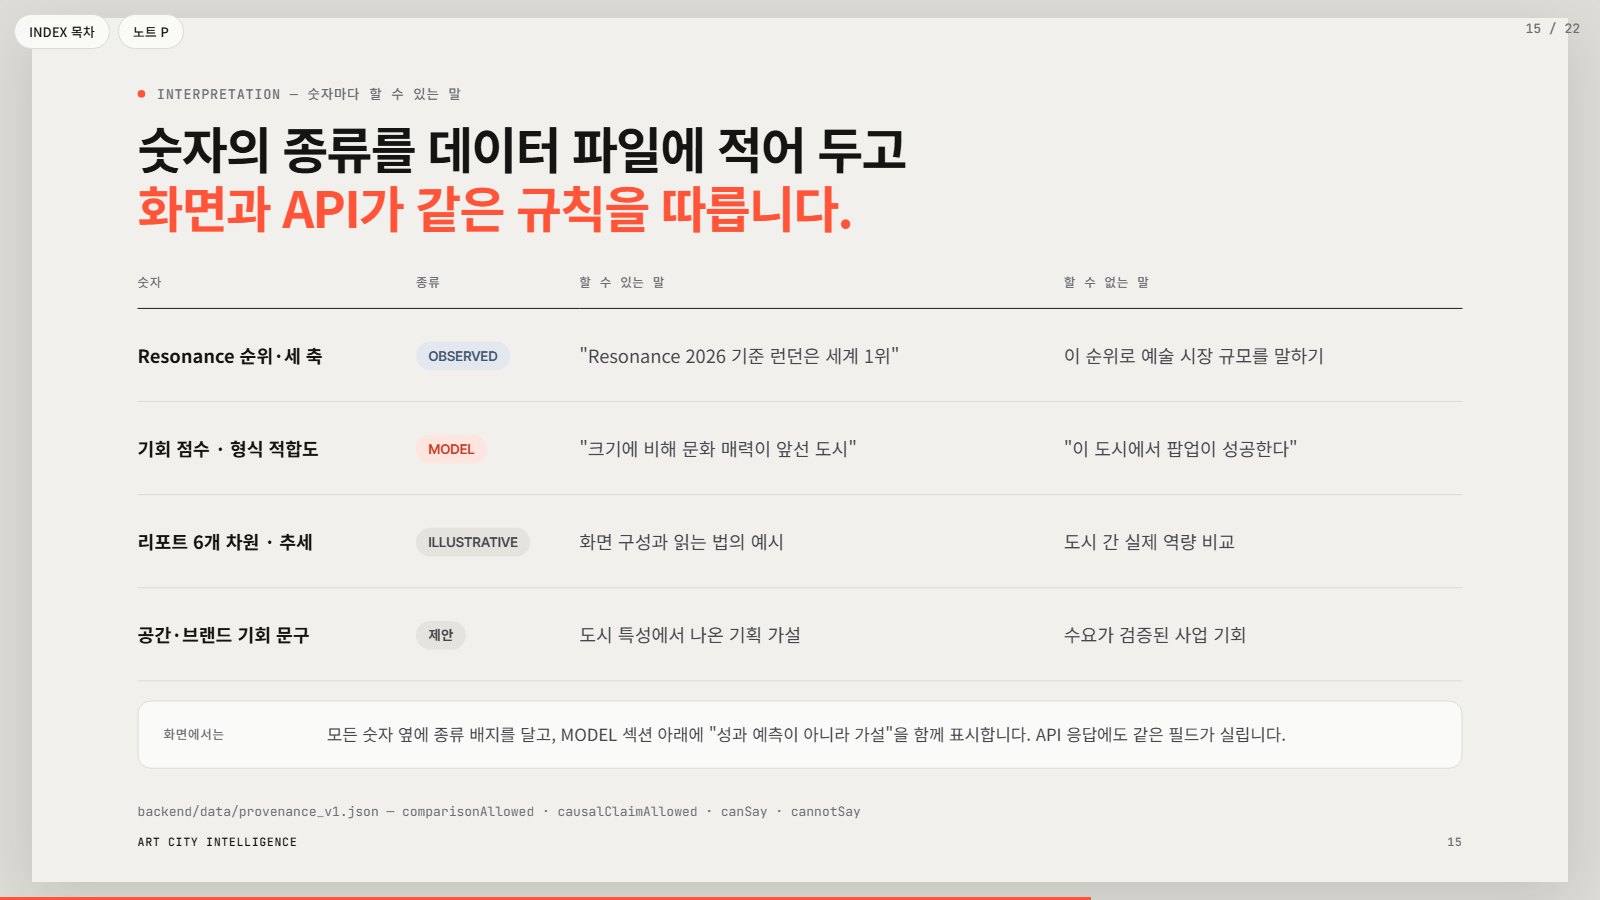 INDEX 목차
노트 P
15 / 22
INTERPRETATION — 숫자마다 할 수 있는 말
숫자의 종류를 데이터 파일에 적어 두고
화면과 API가 같은 규칙을 따릅니다.
숫자 종류 할 수 있는 말 할 수 없는 말
Resonance 순위·세 축 OBSERVED "Resonance 2026 기준 런던은 세계 1위" 이 순위로 예술 시장 규모를 말하기
기회 점수 · 형식 적합도 MODEL "크기에 비해 문화 매력이 앞선 도시" "이 도시에서 팝업이 성공한다"
리포트 6개 차원 · 추세 ILLUSTRATIVE 화면 구성과 읽는 법의 예시 도시 간 실제 역량 비교
공간·브랜드 기회 문구 제안 도시 특성에서 나온 기획 가설 수요가 검증된 사업 기회
화면에서는 모든 숫자 옆에 종류 배지를 달고, MODEL 섹션 아래에 "성과 예측이 아니라 가설"을 함께 표시합니다. API 응답에도 같은 필드가 실립니다.
backend/data/provenance_v1.json — comparisonAllowed · causalClaimAllowed · canSay · cannotSay
ART CITY INTELLIGENCE 15